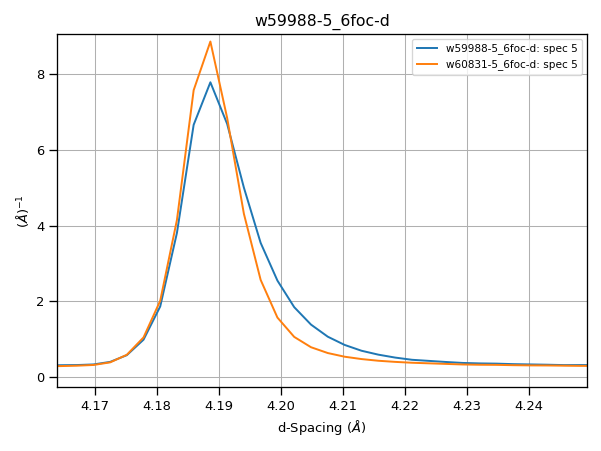 w59988-5_6foc-d
w59988-5_6foc-d: spec 5
w60831-5_6foc-d: spec 5
8
6
4
2
0
(Å)⁻¹
4.17 4.18 4.19 4.20 4.21 4.22 4.23 4.24
d-Spacing (Å)